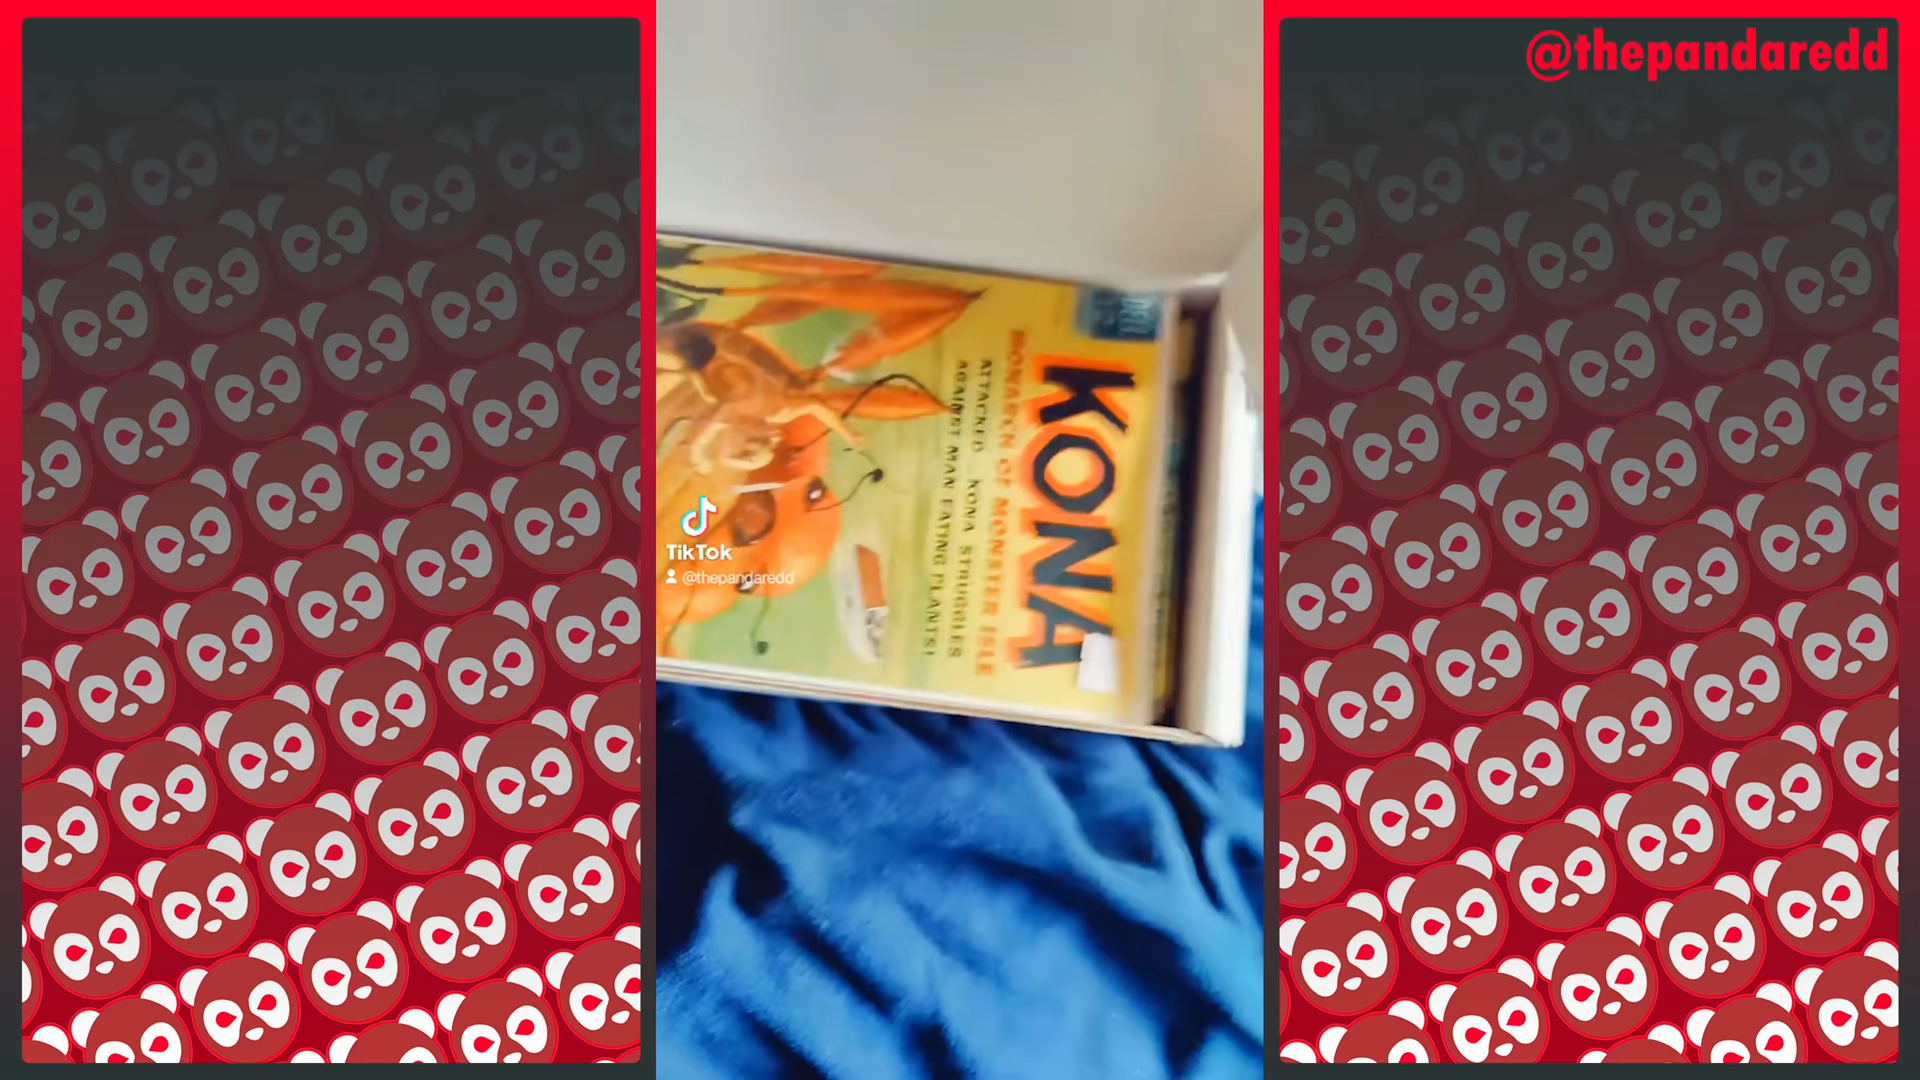 @thepandaredd
KONA
MONARCH OF MONSTER ISLE
ATTACKED... KONA STRUGGLES
AGAINST MAN EATING PLANTS!
TikTok
@thepandaredd